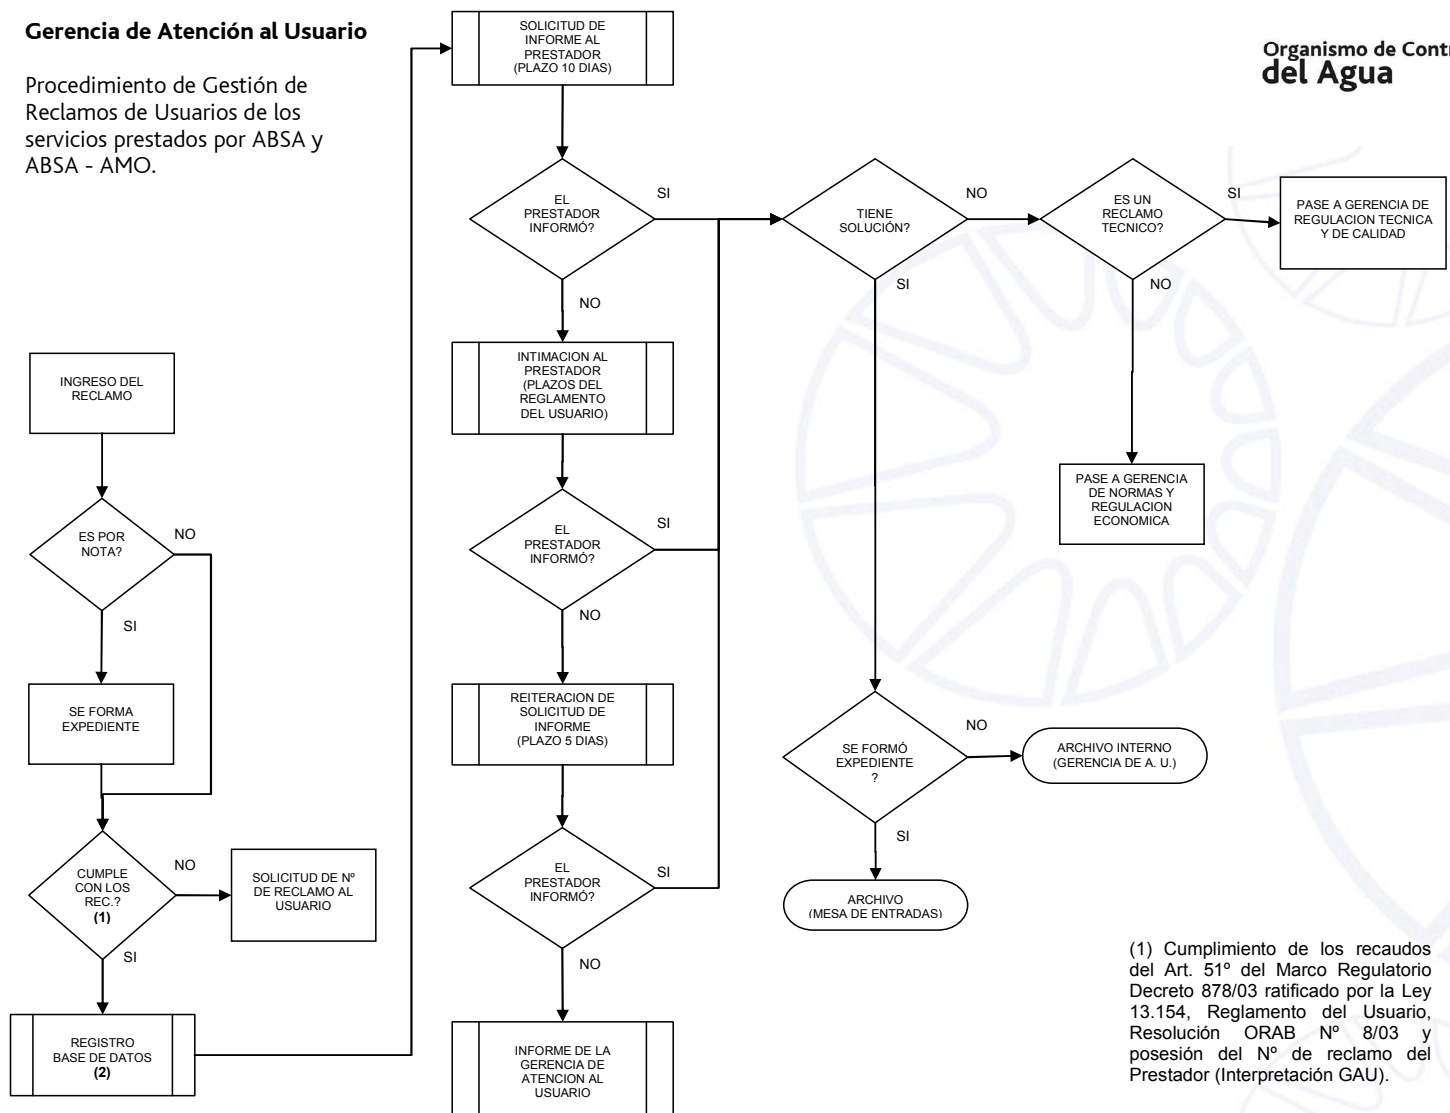 Gerencia de Atención al Usuario
Procedimiento de Gestión de
Reclamos de Usuarios de los
servicios prestados por ABSA y
ABSA - AMO.
Organismo de Cont
del Agua
INGRESO DEL
RECLAMO
ES POR
NOTA?
NO
SI
SE FORMA
EXPEDIENTE
CUMPLE
CON LOS
REC.?
(1)
NO
SOLICITUD DE Nº
DE RECLAMO AL
USUARIO
SI
REGISTRO
BASE DE DATOS
(2)
SOLICITUD DE
INFORME AL
PRESTADOR
(PLAZO 10 DIAS)
EL
PRESTADOR
INFORMÓ?
SI
NO
INTIMACION AL
PRESTADOR
(PLAZOS DEL
REGLAMENTO
DEL USUARIO)
EL
PRESTADOR
INFORMÓ?
SI
NO
REITERACION DE
SOLICITUD DE
INFORME
(PLAZO 5 DIAS)
EL
PRESTADOR
INFORMÓ?
SI
NO
INFORME DE LA
GERENCIA DE
ATENCION AL
USUARIO
TIENE
SOLUCIÓN?
NO
SI
ES UN
RECLAMO
TECNICO?
SI
NO
PASE A GERENCIA DE
REGULACION TECNICA
Y DE CALIDAD
PASE A GERENCIA
DE NORMAS Y
REGULACION
ECONOMICA
SE FORMÓ
EXPEDIENTE
?
NO
SI
ARCHIVO INTERNO
(GERENCIA DE A. U.)
ARCHIVO
(MESA DE ENTRADAS)
(1) Cumplimiento de los recaudos
del Art. 51º del Marco Regulatorio
Decreto 878/03 ratificado por la Ley
13.154, Reglamento del Usuario,
Resolución ORAB Nº 8/03 y
posesión del Nº de reclamo del
Prestador (Interpretación GAU).